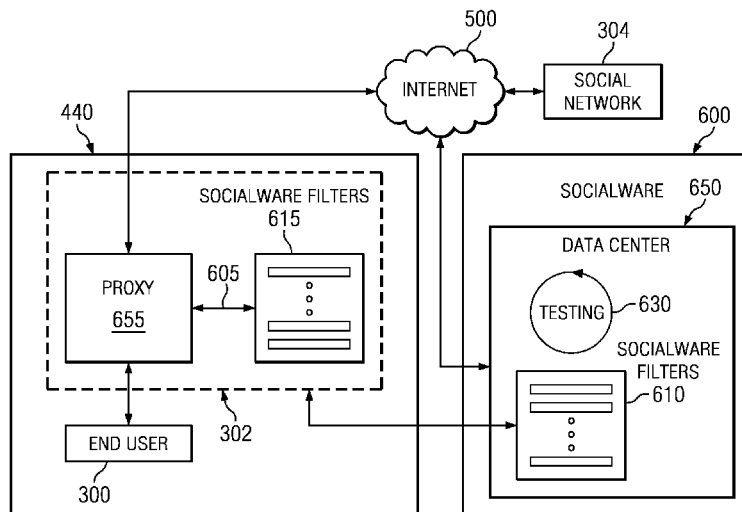 500
304
INTERNET
SOCIAL
NETWORK
440
600
SOCIALWARE
SOCIALWARE FILTERS
615
650
DATA CENTER
PROXY
655
605
TESTING
630
SOCIALWARE
FILTERS
610
302
END USER
300